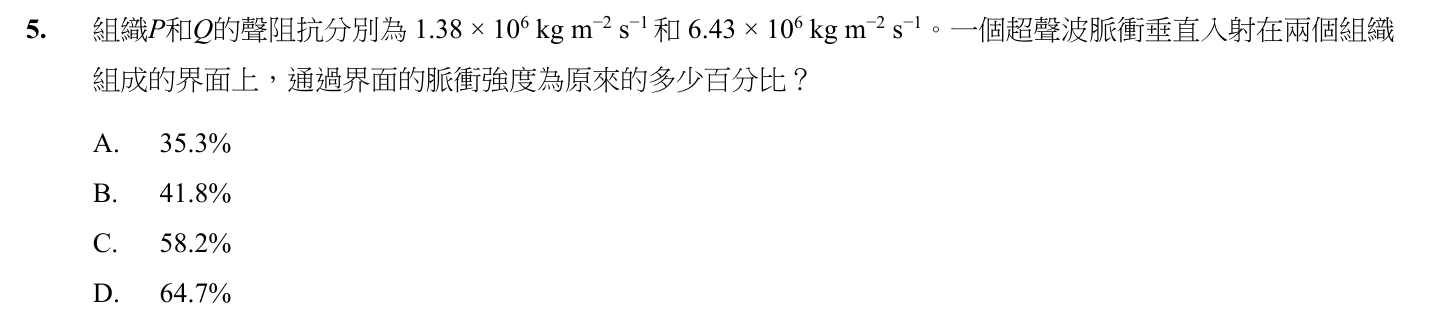 5. 組織P和Q的聲阻抗分別為 1.38 × 10⁶ kg m⁻² s⁻¹ 和 6.43 × 10⁶ kg m⁻² s⁻¹。一個超聲波脈衝垂直入射在兩個組織
組成的界面上，通過界面的脈衝強度為原來的多少百分比？
A. 35.3%
B. 41.8%
C. 58.2%
D. 64.7%